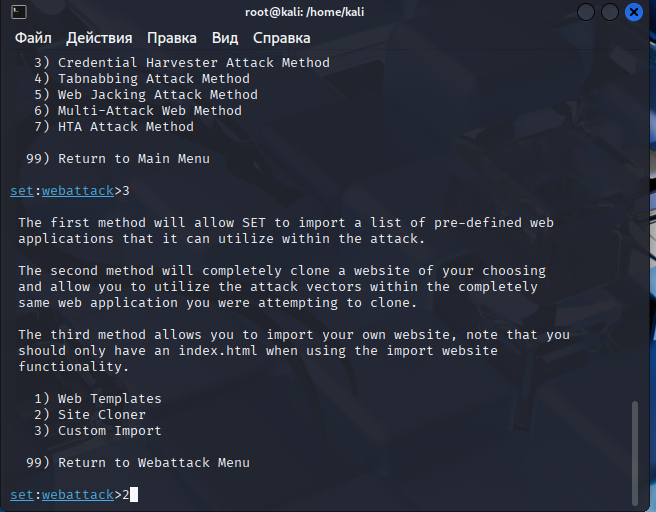 root@kali: /home/kali
Файл Действия Правка Вид Справка
3) Credential Harvester Attack Method
4) Tabnabbing Attack Method
5) Web Jacking Attack Method
6) Multi-Attack Web Method
7) HTA Attack Method
99) Return to Main Menu
set:webattack>3
The first method will allow SET to import a list of pre-defined web
applications that it can utilize within the attack.
The second method will completely clone a website of your choosing
and allow you to utilize the attack vectors within the completely
same web application you were attempting to clone.
The third method allows you to import your own website, note that you
should only have an index.html when using the import website
functionality.
1) Web Templates
2) Site Cloner
3) Custom Import
99) Return to Webattack Menu
set:webattack>2